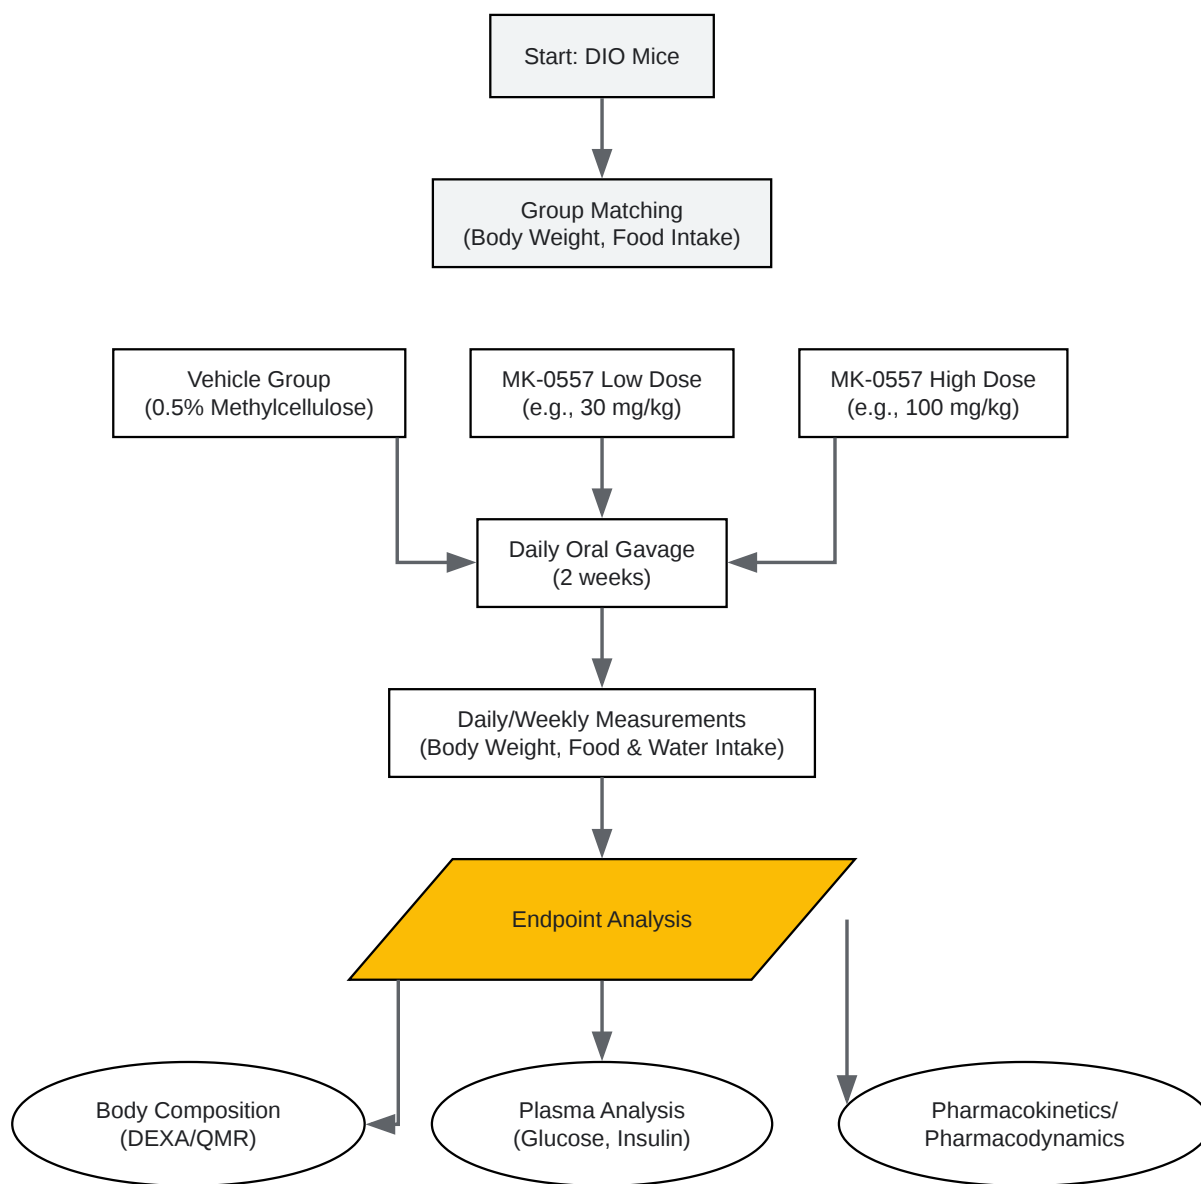 Start: DIO Mice
Group Matching
(Body Weight, Food Intake)
Vehicle Group
(0.5% Methylcellulose)
MK-0557 Low Dose
(e.g., 30 mg/kg)
MK-0557 High Dose
(e.g., 100 mg/kg)
Daily Oral Gavage
(2 weeks)
Daily/Weekly Measurements
(Body Weight, Food & Water Intake)
Endpoint Analysis
Body Composition
(DEXA/QMR)
Plasma Analysis
(Glucose, Insulin)
Pharmacokinetics/
Pharmacodynamics